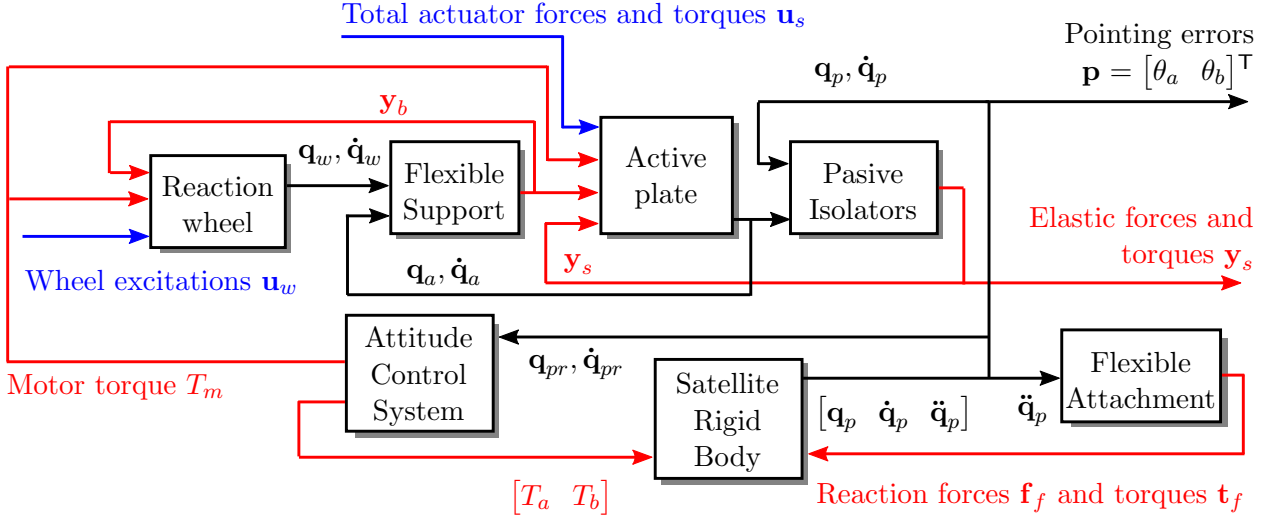 Total actuator forces and torques u_s
Pointing errors
p = [θ_a θ_b]^T
q_p, q̇_p
y_b
q_w, q̇_w
Reaction
wheel
Flexible
Support
Active
plate
Pasive
Isolators
Elastic forces and
torques y_s
y_s
q_a, q̇_a
Wheel excitations u_w
Attitude
Control
System
q_pr, q̇_pr
Motor torque T_m
Satellite
Rigid
Body
[q_p q̇_p q̈_p]
q̈_p
Flexible
Attachment
[T_a T_b]
Reaction forces f_f and torques t_f